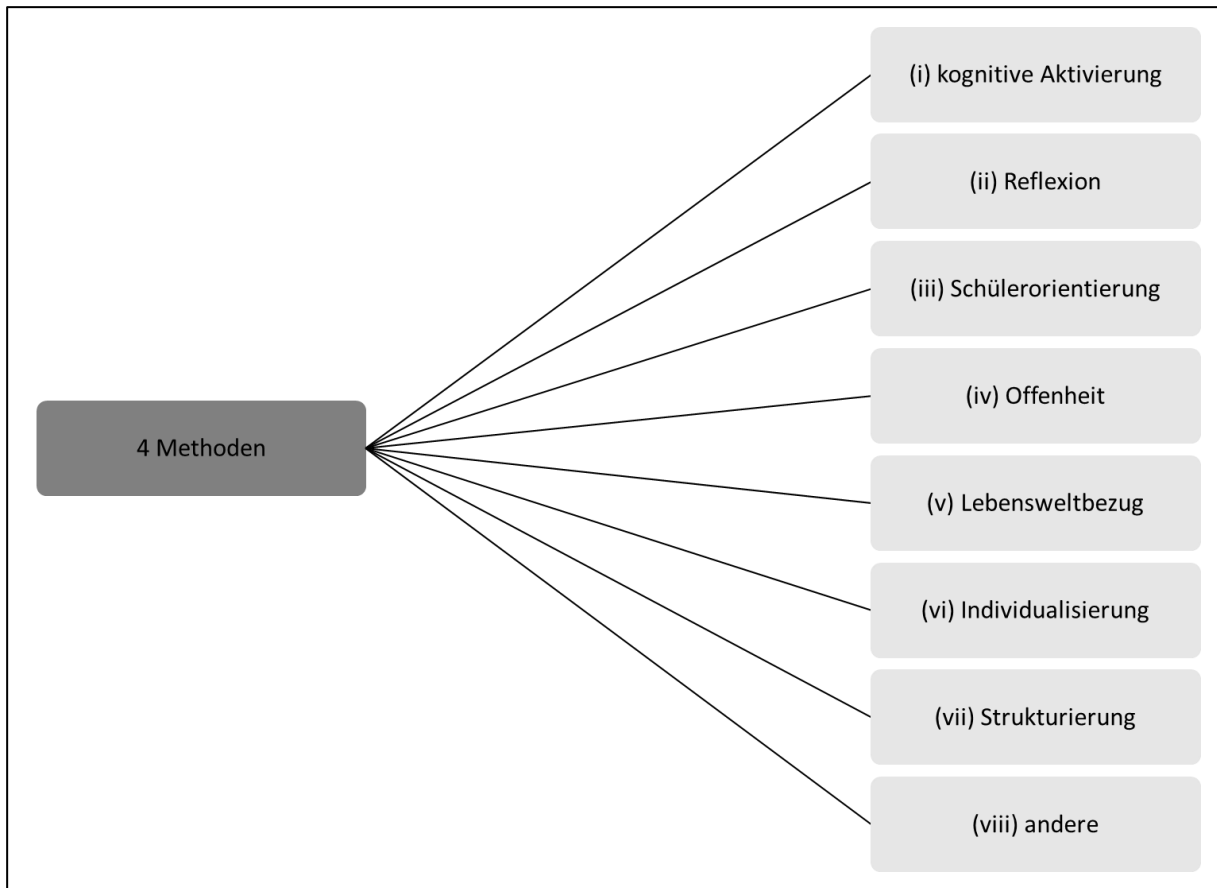 (i) kognitive Aktivierung
(ii) Reflexion
(iii) Schülerorientierung
(iv) Offenheit
4 Methoden
(v) Lebensweltbezug
(vi) Individualisierung
(vii) Strukturierung
(viii) andere